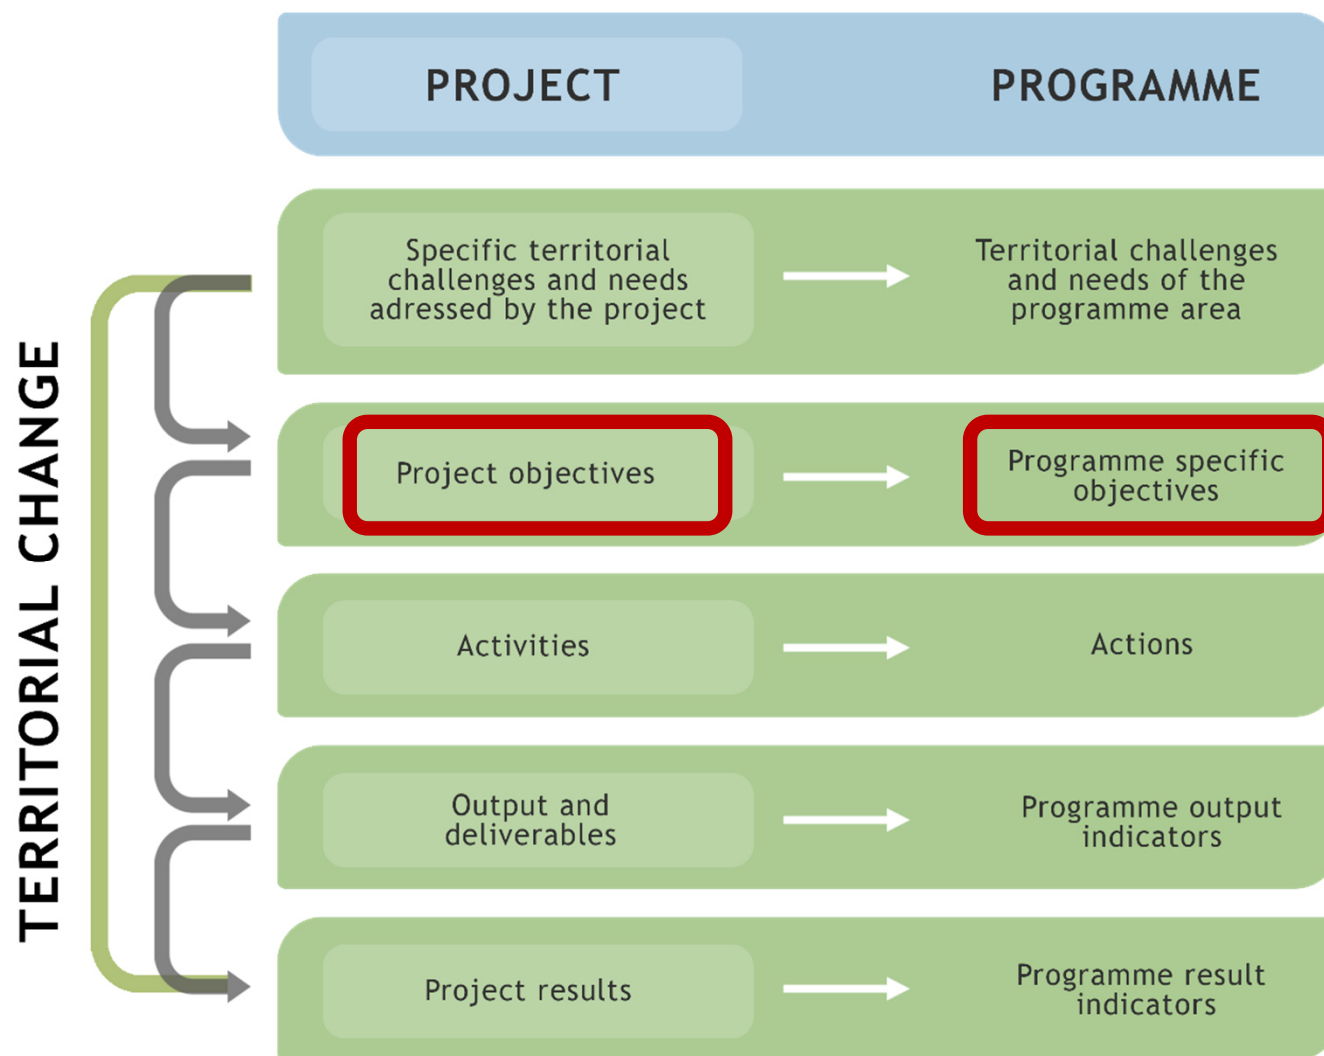 PROJECT
PROGRAMME
TERRITORIAL CHANGE
Specific territorial
challenges and needs
adressed by the project
Territorial challenges
and needs of the
programme area
Project objectives
Programme specific
objectives
Activities
Actions
Output and
deliverables
Programme output
indicators
Project results
Programme result
indicators